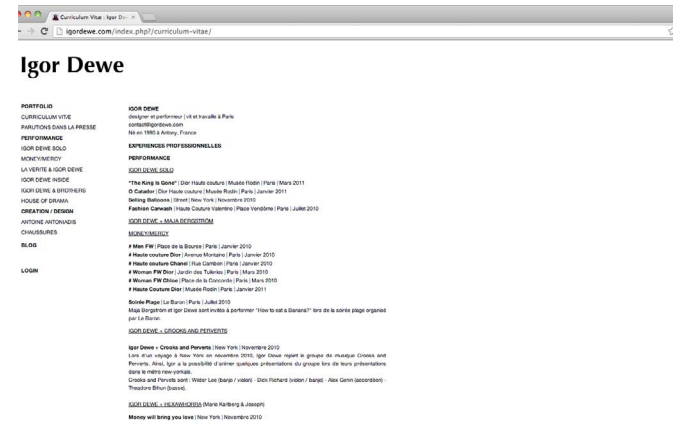 Curriculum Vitæ | Igor De
igordewe.com/index.php?/curriculum-vitae/
Igor Dewe
PORTFOLIO
CURRICULUM VITÆ
PARUTIONS DANS LA PRESSE
PERFORMANCE
IGOR DEWE SOLO
MONEY/MERCY
LA VERITE & IGOR DEWE
IGOR DEWE INSIDE
IGOR DEWE & BROTHERS
HOUSE OF DRAMA
CREATION / DESIGN
ANTOINE ANTONIADIS
CHAUSSURES
BLOG
LOGIN
IGOR DEWE
designer et performeur | vit et travaille à Paris
contact@igordewe.com
Né en 1990 à Antony, France
EXPERIENCES PROFESSIONNELLES
PERFORMANCE
IGOR DEWE SOLO
"The King is Gone" | Dior Haute couture | Musée Rodin | Paris | Mars 2011
O Catador | Dior Haute couture | Musée Rodin | Paris | Janvier 2011
Selling Balloons | Street | New York | Novembre 2010
Fashion Carwash | Haute Couture Valentino | Place Vendôme | Paris | Juillet 2010
IGOR DEWE + MAJA BERGSTRÖM
MONEY/MERCY
# Men FW | Place de la Bourse | Paris | Janvier 2010
# Haute couture Dior | Avenue Montaine | Paris | Janvier 2010
# Haute couture Chanel | Rue Cambon | Paris | Janvier 2010
# Woman FW Dior | Jardin des Tuileries | Paris | Mars 2010
# Woman FW Chloe | Place de la Concorde | Paris | Mars 2010
# Haute Couture Dior | Musée Rodin | Paris | Janvier 2011
Soirée Plage | Le Baron | Paris | Juillet 2010
Maja Bergström et Igor Dewe sont invités à performer "How to eat a Banana?" lors de la soirée plage organisé
par Le Baron.
IGOR DEWE + CROOKS AND PERVERTS
Igor Dewe + Crooks and Perverts | New York | Novembre 2010
Lors d'un voyage à New York en novembre 2010, Igor Dewe rejoint le groupe de musique Crooks and
Perverts. Ainsi, Igor a la possibilité d'animer quelques présentations du groupe lors de leurs présentations
dans le métro new-yorkais.
Crooks and Pervets sont : Wilder Lee (banjo / violon) - Dick Richard (violon / banjo) - Alex Genin (accordéon) -
Theadore Bihun (basse).
IGOR DEWE + HEXAWHORRA (Marie Karlberg & Joseph)
Money will bring you love | New York | Novembre 2010